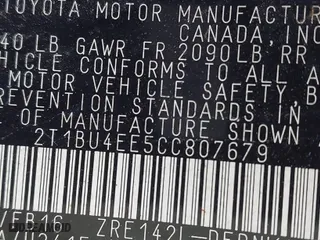 TOYOTA MOTOR MANUFACTUR
CANADA, INC
40 LB GAWR FR 2090LB RR
HICLE CONFORMS TO ALL A
MOTOR VEHICLE SAFETY, B
REVENTION STANDARDS IN
OF MANUFACTURE SHOWN
2T1BU4EE5CC807679
ZRE142L-